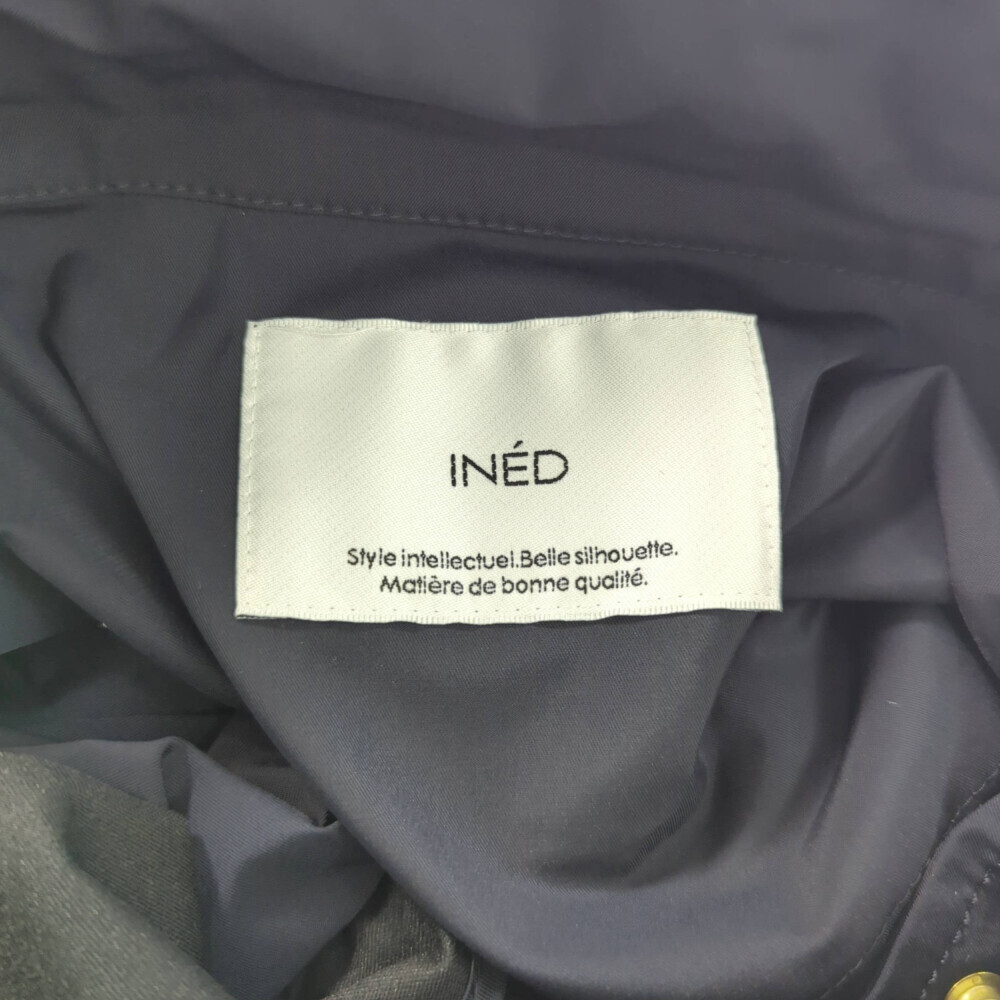 INÉD
Style intellectuel.Belle silhouette.
Matière de bonne qualité.